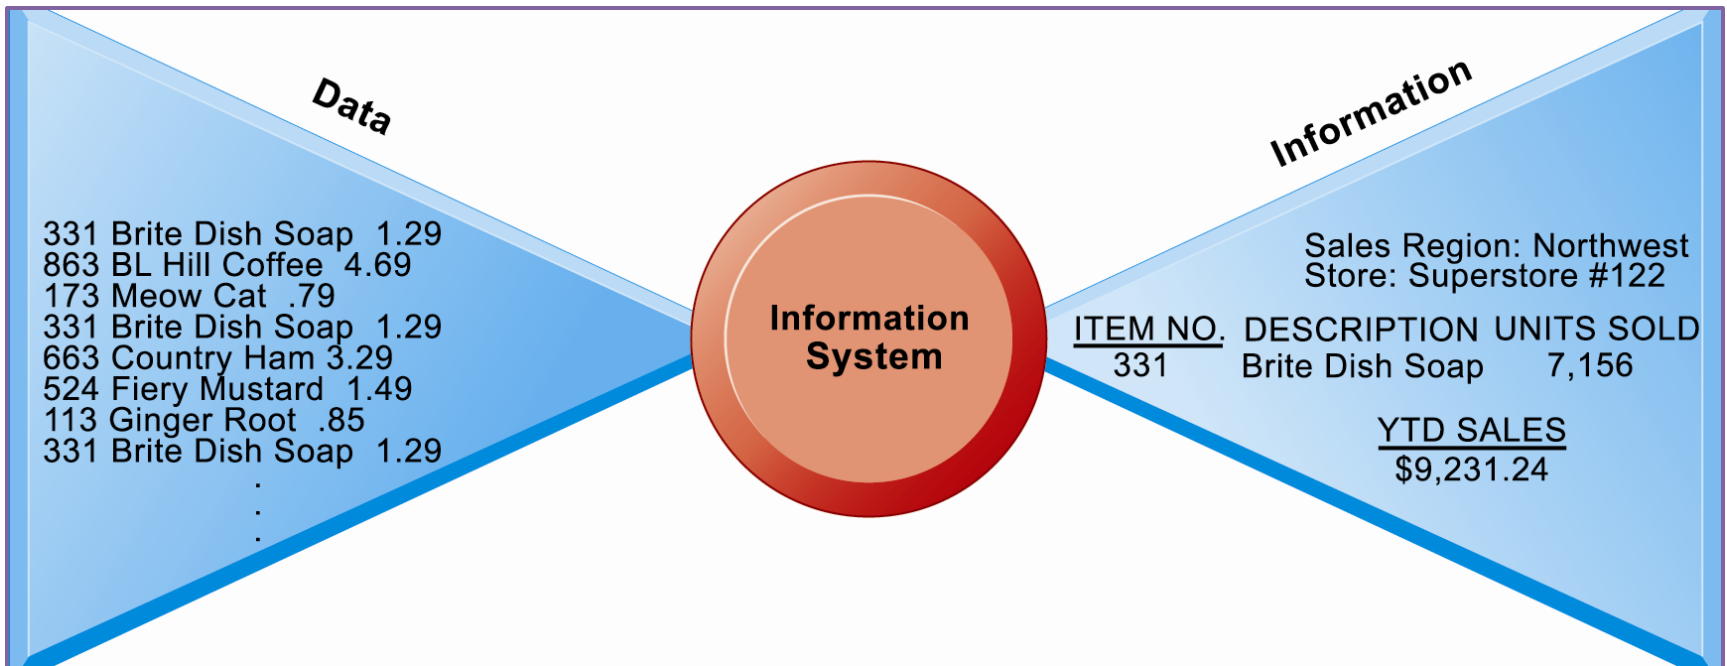 Data
331 Brite Dish Soap 1.29
863 BL Hill Coffee 4.69
173 Meow Cat .79
331 Brite Dish Soap 1.29
663 Country Ham 3.29
524 Fiery Mustard 1.49
113 Ginger Root .85
331 Brite Dish Soap 1.29
.
.
.
Information
System
Information
Sales Region: Northwest
Store: Superstore #122
ITEM NO. DESCRIPTION UNITS SOLD
331 Brite Dish Soap 7,156
YTD SALES
$9,231.24